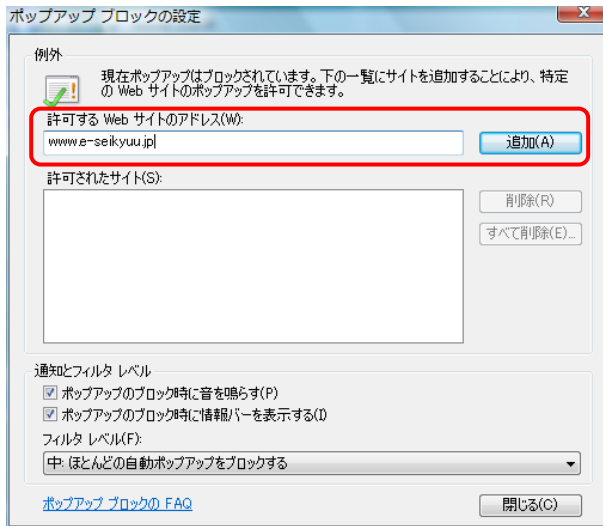 ポップアップ ブロックの設定
例外
現在ポップアップはブロックされています。下の一覧にサイトを追加することにより、特定
の Web サイトのポップアップを許可できます。
許可する Web サイトのアドレス(W):
www.e-seikyuu.jp
追加(A)
許可されたサイト(S):
削除(R)
すべて削除(E)...
通知とフィルタ レベル
ポップアップのブロック時に音を鳴らす(P)
ポップアップのブロック時に情報バーを表示する(I)
フィルタ レベル(F):
中: ほとんどの自動ポップアップをブロックする
ポップアップ ブロックの FAQ
閉じる(C)